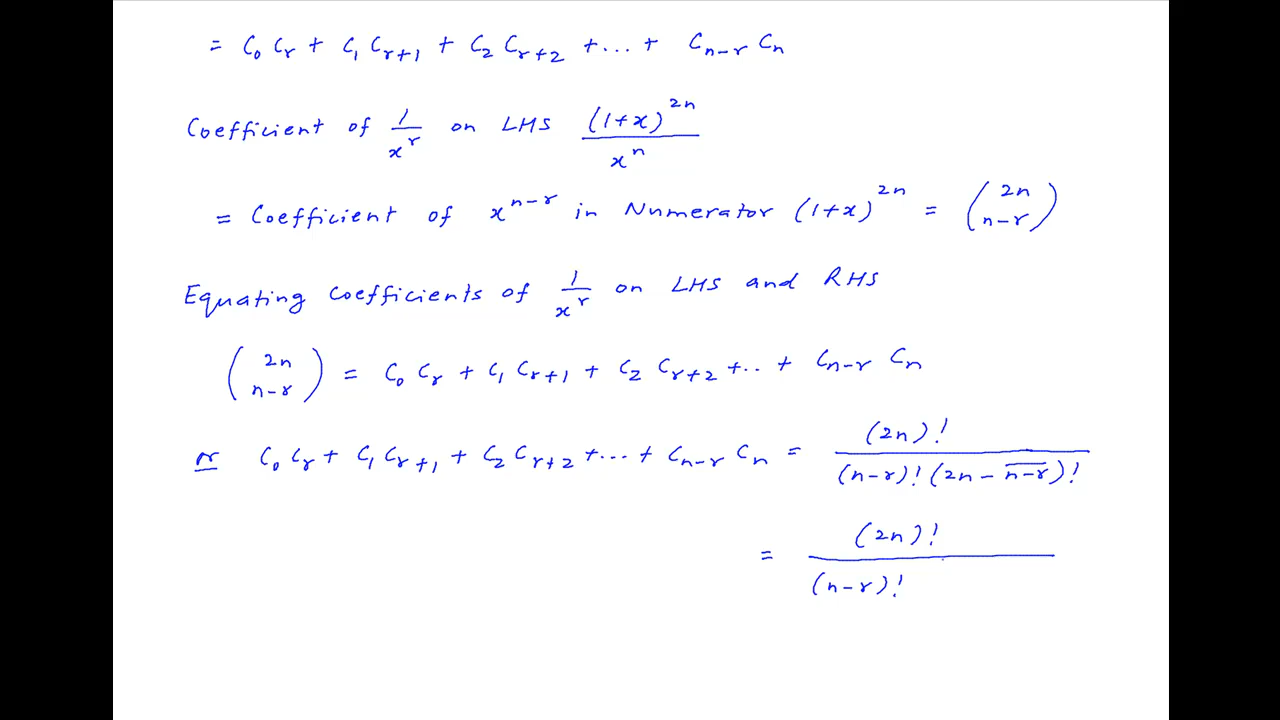 = C₀ Cᵣ + C₁ Cᵣ₊₁ + C₂ Cᵣ₊₂ + ... + Cₙ₋ᵣ Cₙ
Coefficient of 1/xʳ on LHS (1+x)²ⁿ/xⁿ
= Coefficient of xⁿ⁻ʳ in Numerator (1+x)²ⁿ = (2n n-r)
Equating Coefficients of 1/xʳ on LHS and RHS
(2n n-r) = C₀ Cᵣ + C₁ Cᵣ₊₁ + C₂ Cᵣ₊₂ + .. + Cₙ₋ᵣ Cₙ
or C₀ Cᵣ + C₁ Cᵣ₊₁ + C₂ Cᵣ₊₂ + ... + Cₙ₋ᵣ Cₙ = (2n)! / (n-r)! (2n - n-r)!
= (2n)! / (n-r)!